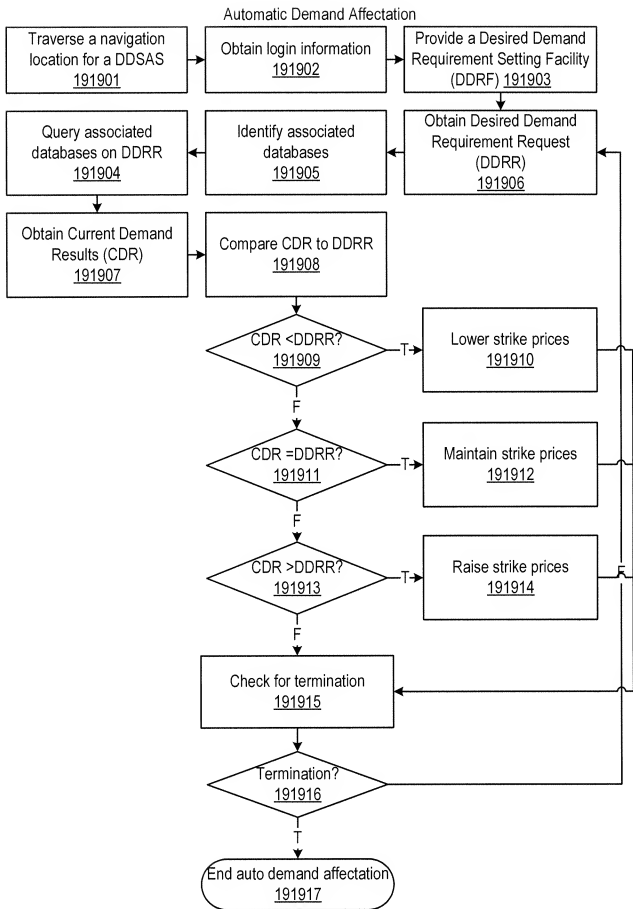 Automatic Demand Affectation
Traverse a navigation
location for a DDSAS
191901
Obtain login information
191902
Provide a Desired Demand
Requirement Setting Facility
(DDRF) 191903
Query associated
databases on DDRR
191904
Identify associated
databases
191905
Obtain Desired Demand
Requirement Request
(DDRR)
191906
Obtain Current Demand
Results (CDR)
191907
Compare CDR to DDRR
191908
CDR <DDRR?
191909
T
Lower strike prices
191910
F
CDR =DDRR?
191911
T
Maintain strike prices
191912
F
CDR >DDRR?
191913
T
Raise strike prices
191914
F
F
Check for termination
191915
Termination?
191916
T
End auto demand affectation
191917